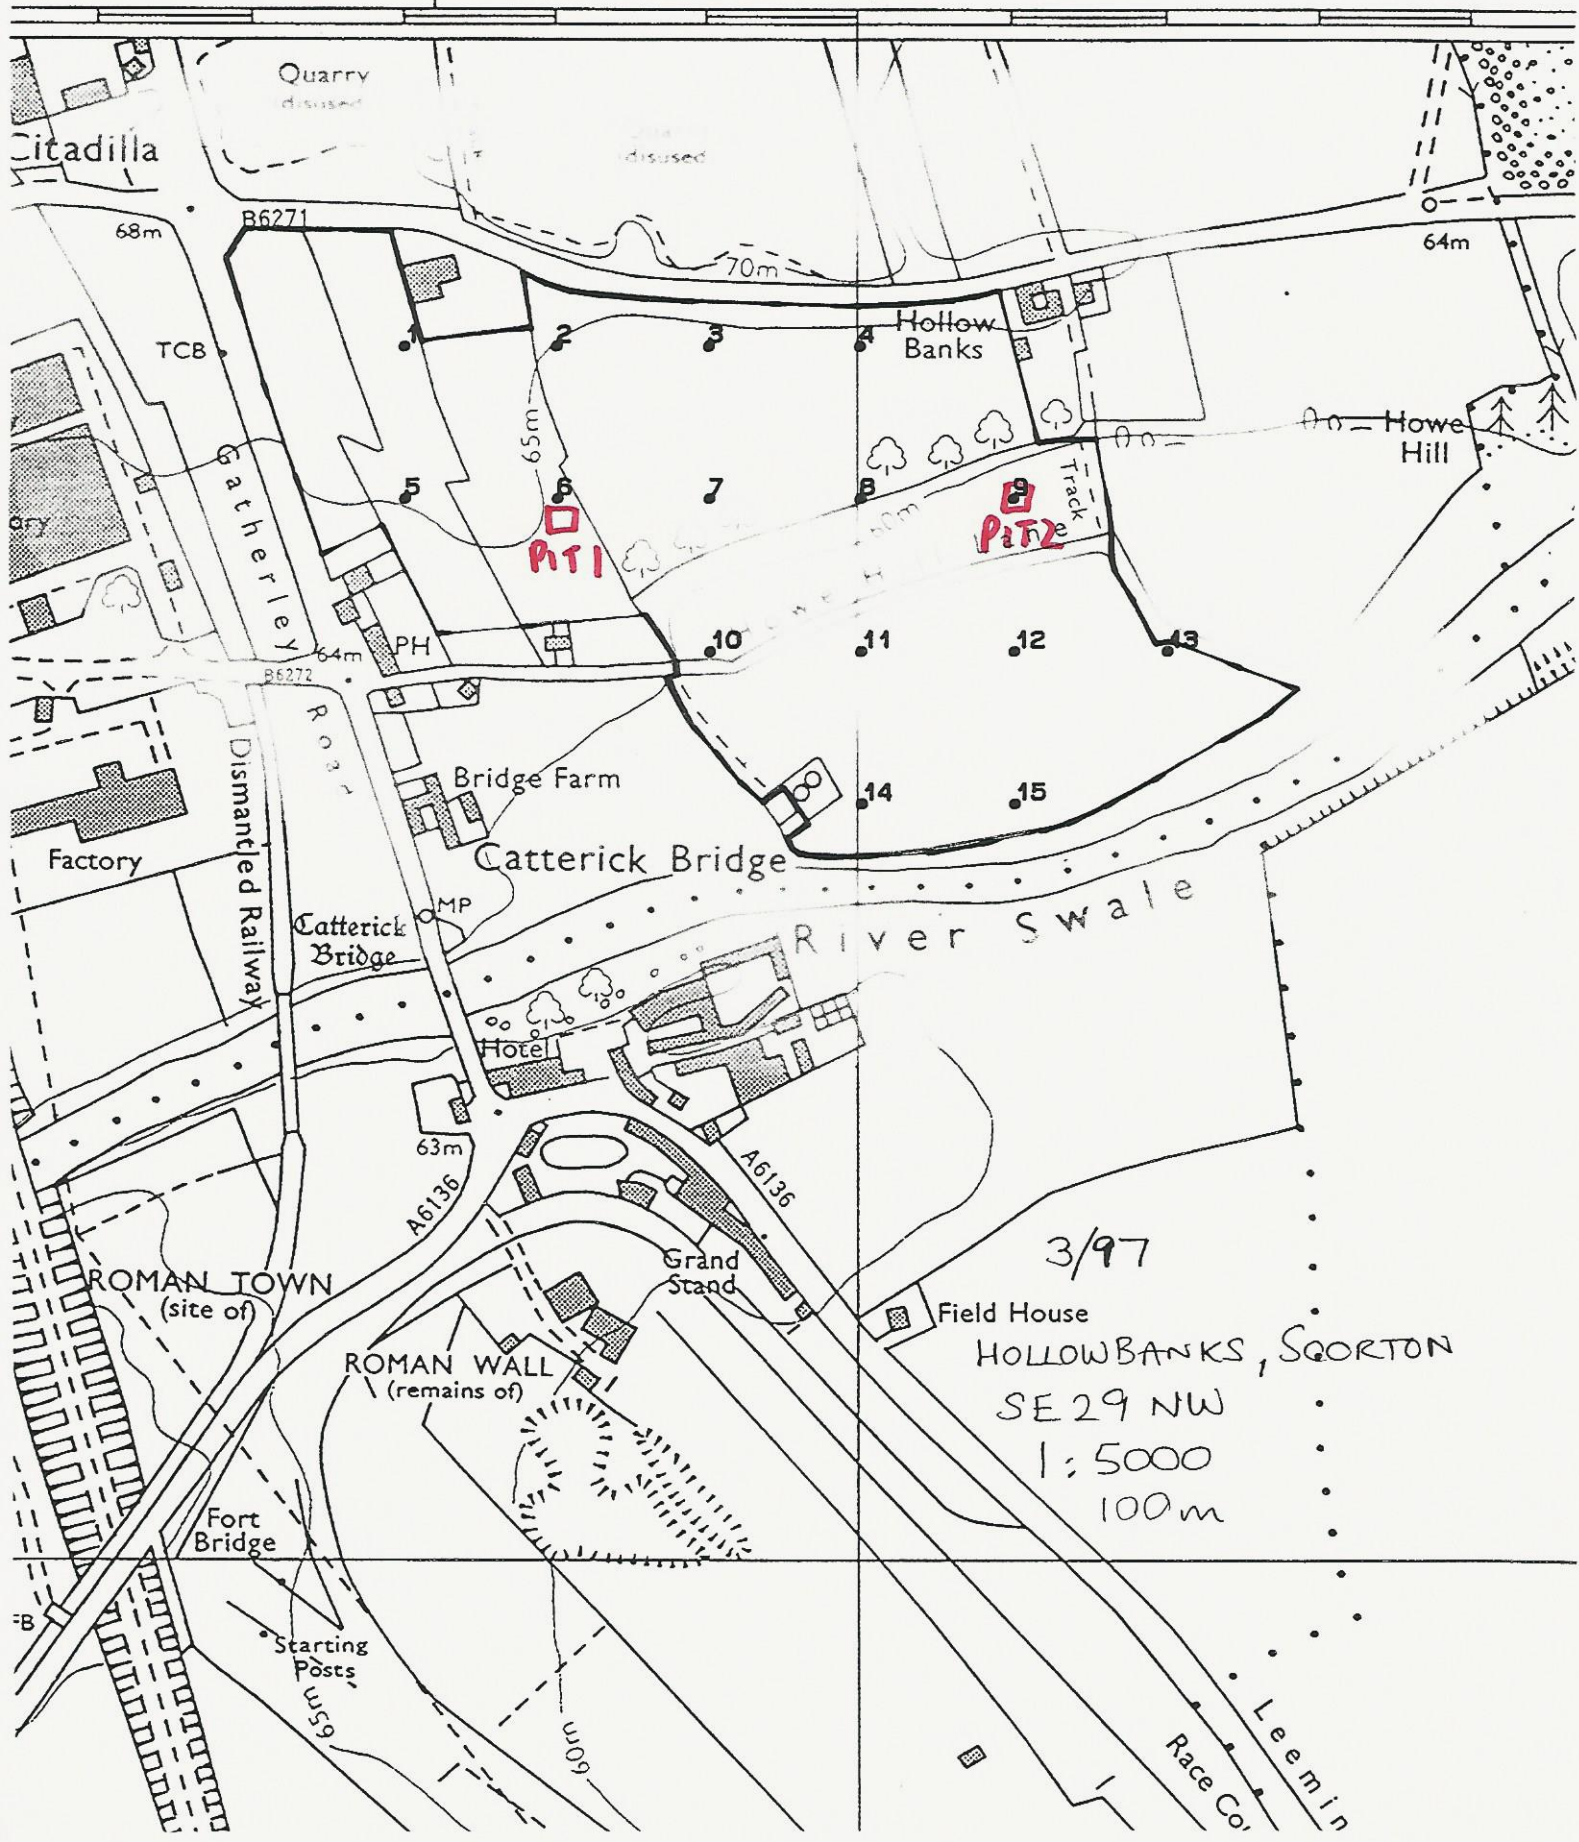 Quarry
disused
disused
Citadilla
B6271
68m
64m
70m
Hollow
Banks
1
2
3
4
TCB
65m
Howe
Hill
Gatherley
5
6
7
8
9
Track
PIT 1
PIT 2
Lane
10
11
12
13
PH
64m
B6272
Road
Bridge Farm
14
15
Dismantled Railway
Factory
Catterick Bridge
MP
Catterick
Bridge
River Swale
Hotel
63m
A6136
A6136
3/97
ROMAN TOWN
(site of)
Grand
Stand
Field House
HOLLOWBANKS, SCORTON
ROMAN WALL
(remains of)
SE 29 NW
1:5000
100m
Fort
Bridge
FB
Starting
Posts
65m
60m
Leemin
Race Co